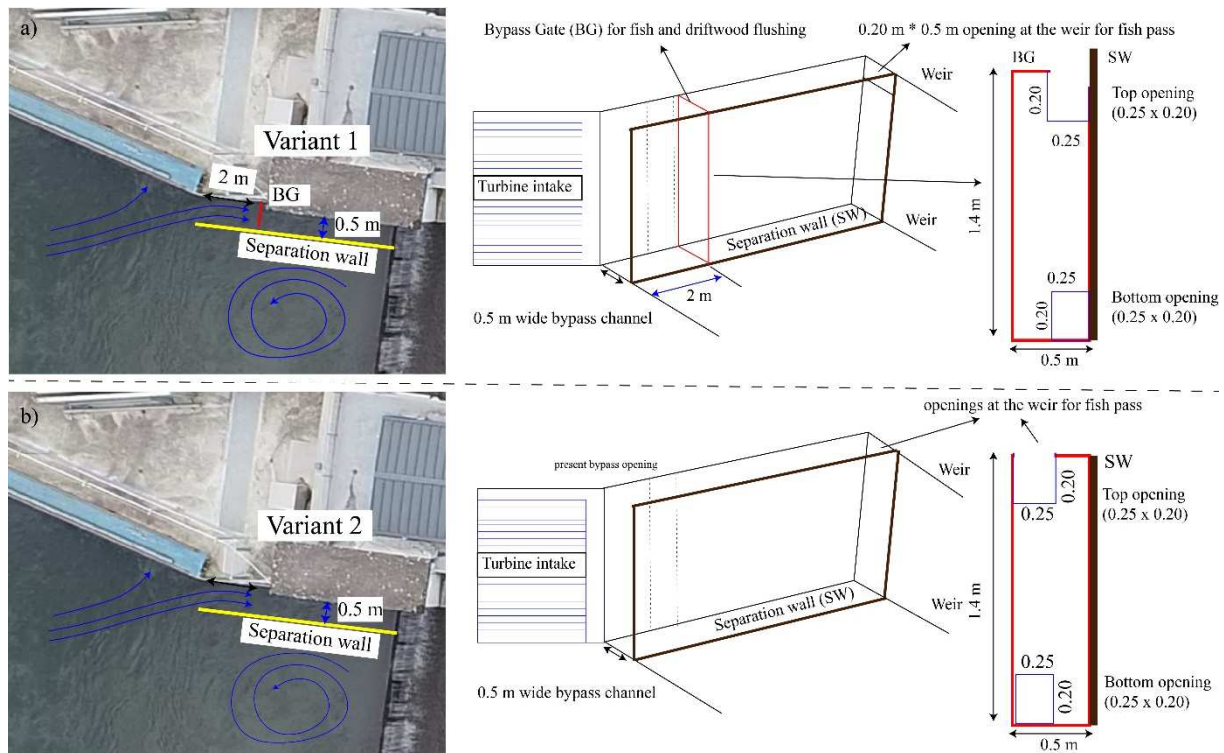 a)
Variant 1
2 m
BG
0.5 m
Separation wall
Bypass Gate (BG) for fish and driftwood flushing
0.20 m * 0.5 m opening at the weir for fish pass
Weir
Turbine intake
Weir
Separation wall (SW)
2 m
0.5 m wide bypass channel
BG
SW
0.20
0.25
Top opening
(0.25 x 0.20)
1.4 m
0.25
0.20
Bottom opening
(0.25 x 0.20)
0.5 m
b)
Variant 2
0.5 m
Separation wall
openings at the weir for fish pass
present bypass opening
Weir
Turbine intake
Weir
Separation wall (SW)
0.5 m wide bypass channel
SW
0.20
0.25
Top opening
(0.25 x 0.20)
1.4 m
0.25
0.20
Bottom opening
(0.25 x 0.20)
0.5 m